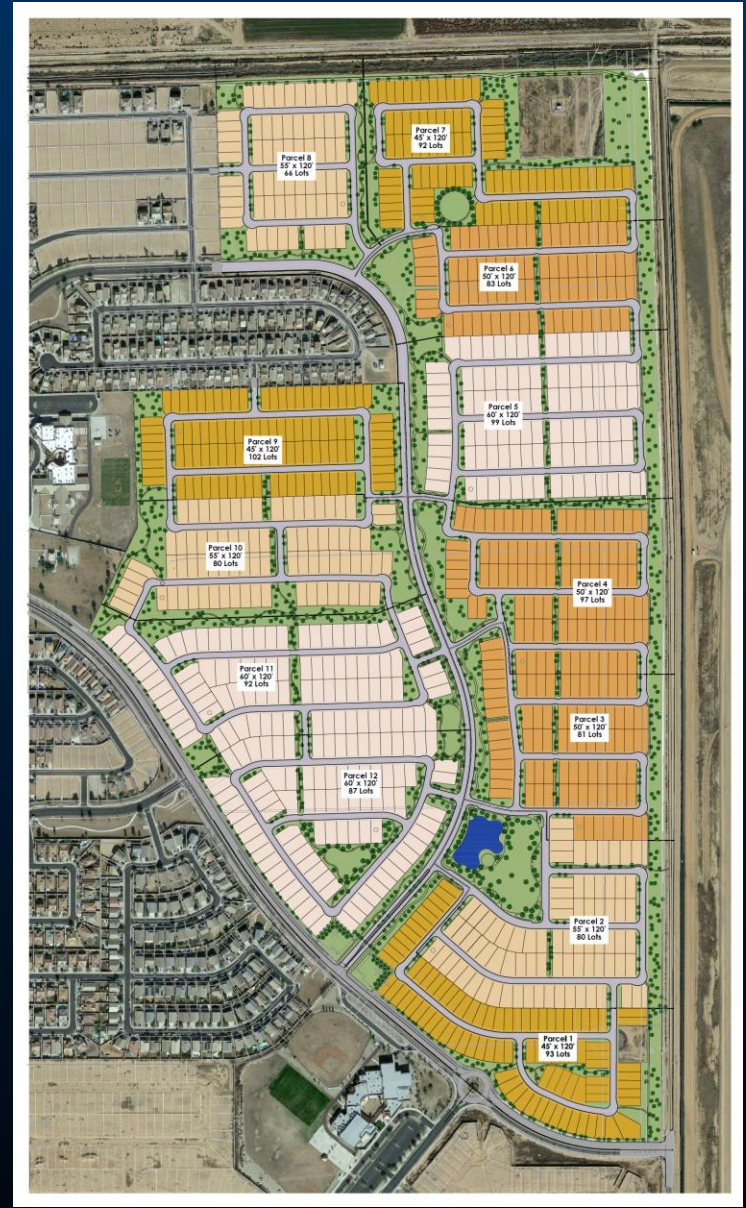 Parcel 8
55' x 120'
66 Lots
Parcel 7
45' x 120'
92 Lots
Parcel 6
50' x 120'
83 Lots
Parcel 5
60' x 120'
99 Lots
Parcel 9
45' x 120'
102 Lots
Parcel 10
55' x 120'
80 Lots
Parcel 4
50' x 120'
97 Lots
Parcel 11
60' x 120'
92 Lots
Parcel 3
50' x 120'
81 Lots
Parcel 12
60' x 120'
87 Lots
Parcel 2
55' x 120'
80 Lots
Parcel 1
45' x 120'
93 Lots